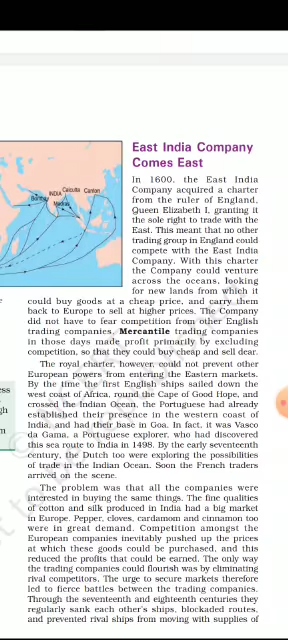 East India Company
Comes East
In 1600, the East India
Company acquired a charter
from the ruler of England,
Queen Elizabeth I, granting it
the sole right to trade with the
East. This meant that no other
trading group in England could
compete with the East India
Company. With this charter
the Company could venture
across the oceans, looking
for new lands from which it
could buy goods at a cheap price, and carry them
back to Europe to sell at higher prices. The Company
did not have to fear competition from other English
trading companies. Mercantile trading companies
in those days made profit primarily by excluding
competition, so that they could buy cheap and sell dear.
The royal charter, however, could not prevent other
European powers from entering the Eastern markets.
By the time the first English ships sailed down the
west coast of Africa, round the Cape of Good Hope, and
crossed the Indian Ocean, the Portuguese had already
established their presence in the western coast of
India, and had their base in Goa. In fact, it was Vasco
da Gama, a Portuguese explorer, who had discovered
this sea route to India in 1498. By the early seventeenth
century, the Dutch too were exploring the possibilities
of trade in the Indian Ocean. Soon the French traders
arrived on the scene.
The problem was that all the companies were
interested in buying the same things. The fine qualities
of cotton and silk produced in India had a big market
in Europe. Pepper, cloves, cardamom and cinnamon too
were in great demand. Competition amongst the
European companies inevitably pushed up the prices
at which these goods could be purchased, and this
reduced the profits that could be earned. The only way
the trading companies could flourish was by eliminating
rival competitors. The urge to secure markets therefore
led to fierce battles between the trading companies.
Through the seventeenth and eighteenth centuries they
regularly sank each other's ships, blockaded routes,
and prevented rival ships from moving with supplies of
INDIA
Calcutta
Canton
Bombay
Madras